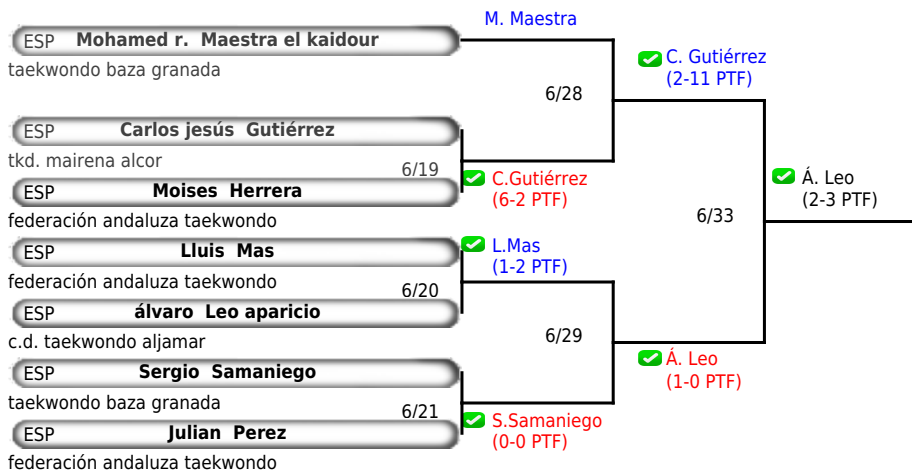 M. Maestra
ESP Mohamed r. Maestra el kaidour
taekwondo baza granada
C. Gutiérrez
(2-11 PTF)
6/28
ESP Carlos jesús Gutiérrez
tkd. mairena alcor
6/19
C.Gutiérrez
(6-2 PTF)
ESP Moises Herrera
federación andaluza taekwondo
Á. Leo
(2-3 PTF)
6/33
ESP Lluis Mas
federación andaluza taekwondo
L.Mas
(1-2 PTF)
6/20
ESP álvaro Leo aparicio
c.d. taekwondo aljamar
6/29
Á. Leo
(1-0 PTF)
ESP Sergio Samaniego
taekwondo baza granada
6/21
S.Samaniego
(0-0 PTF)
ESP Julian Perez
federación andaluza taekwondo